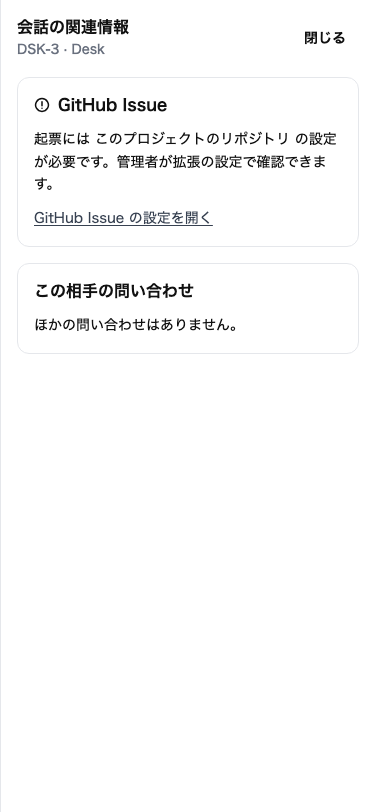 会話の関連情報
DSK-3 · Desk
閉じる
GitHub Issue
起票には このプロジェクトのリポジトリ の設定
が必要です。管理者が拡張の設定で確認できま
す。
GitHub Issue の設定を開く
この相手の問い合わせ
ほかの問い合わせはありません。